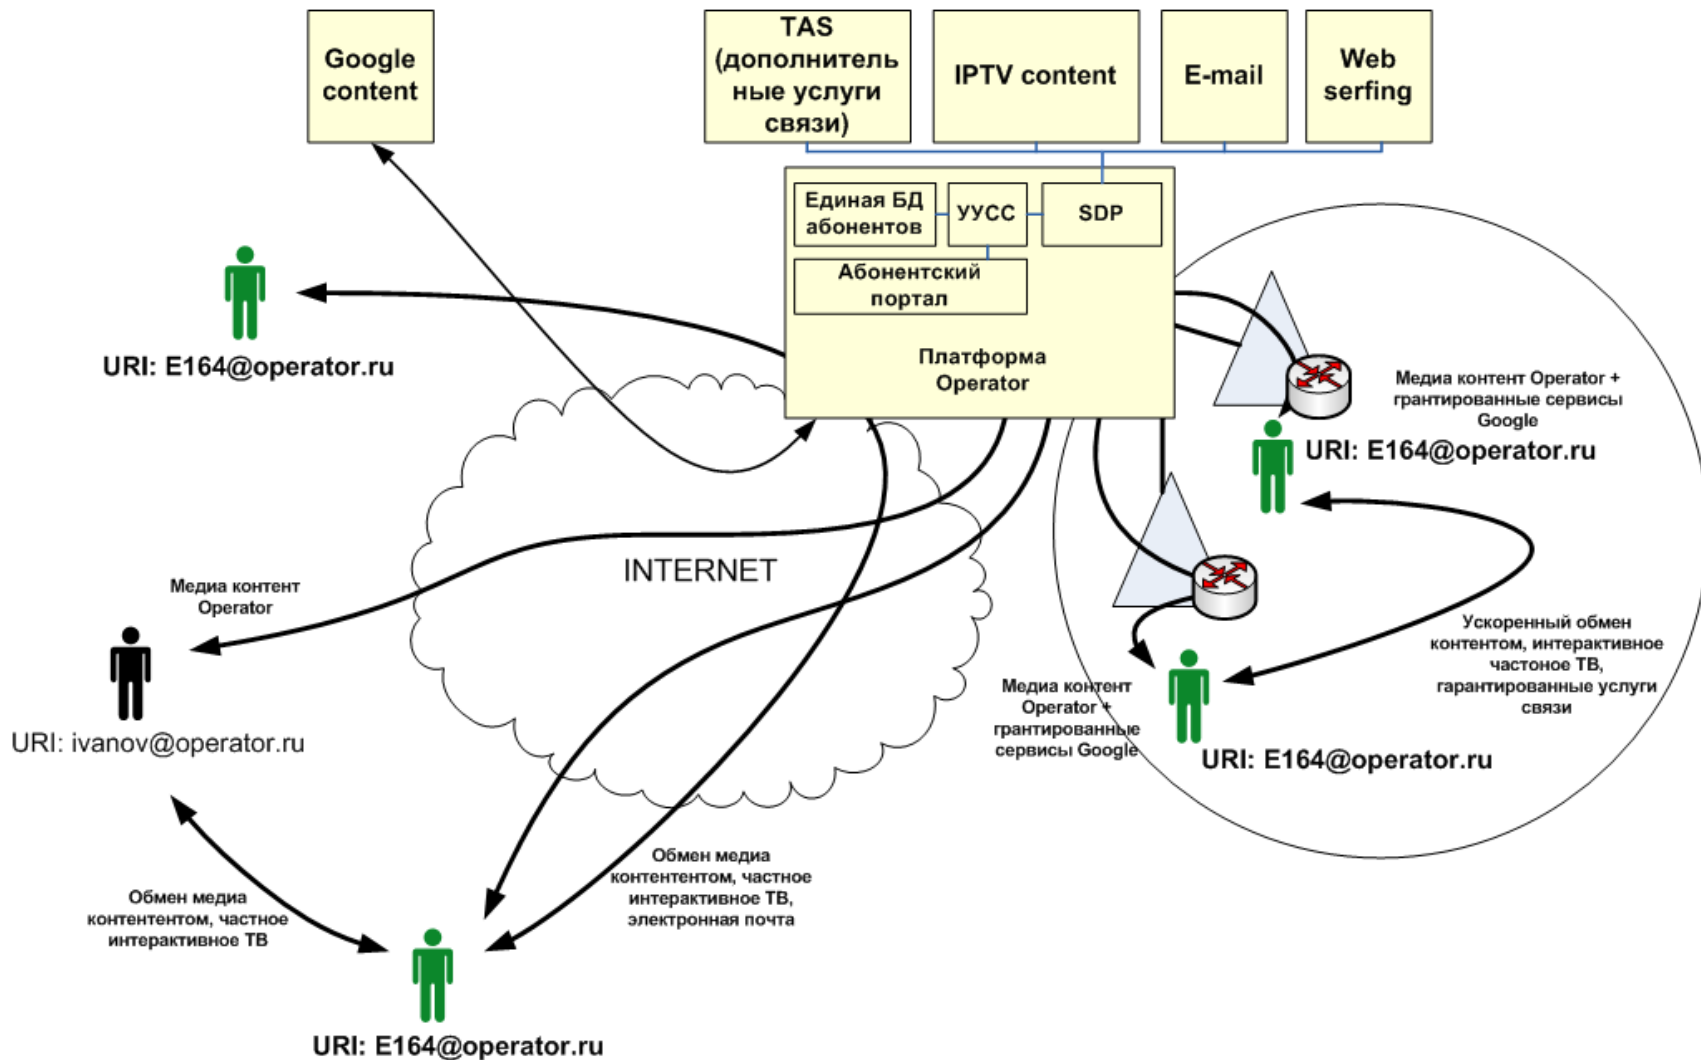 Google
content
TAS
(дополнитель
ные услуги
связи)
IPTV content
E-mail
Web
serfing
Единая БД
абонентов
УУСС
SDP
Абонентский
портал
Платформа
Operator
URI: E164@operator.ru
Медиа контент Operator +
грантированные сервисы
Google
URI: E164@operator.ru
INTERNET
Медиа контент
Operator
URI: ivanov@operator.ru
Ускоренный обмен
контентом, интерактивное
частоное ТВ,
гарантированные услуги
связи
Медиа контент
Operator +
грантированные
сервисы Google
URI: E164@operator.ru
Обмен медиа
контентентом, частное
интерактивное ТВ,
электронная почта
Обмен медиа
контентентом, частное
интерактивное ТВ
URI: E164@operator.ru